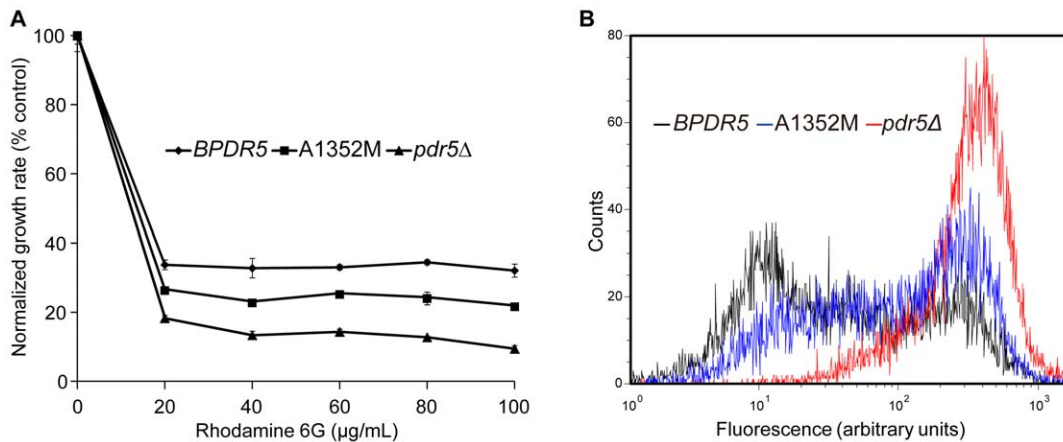 A
Normalized growth rate (% control)
100
80
60
40
20
0
BPDR5 A1352M pdr5Δ
0 20 40 60 80 100
Rhodamine 6G (µg/mL)
B
Counts
80
60
40
20
0
BPDR5 A1352M pdr5Δ
10⁰ 10¹ 10² 10³
Fluorescence (arbitrary units)